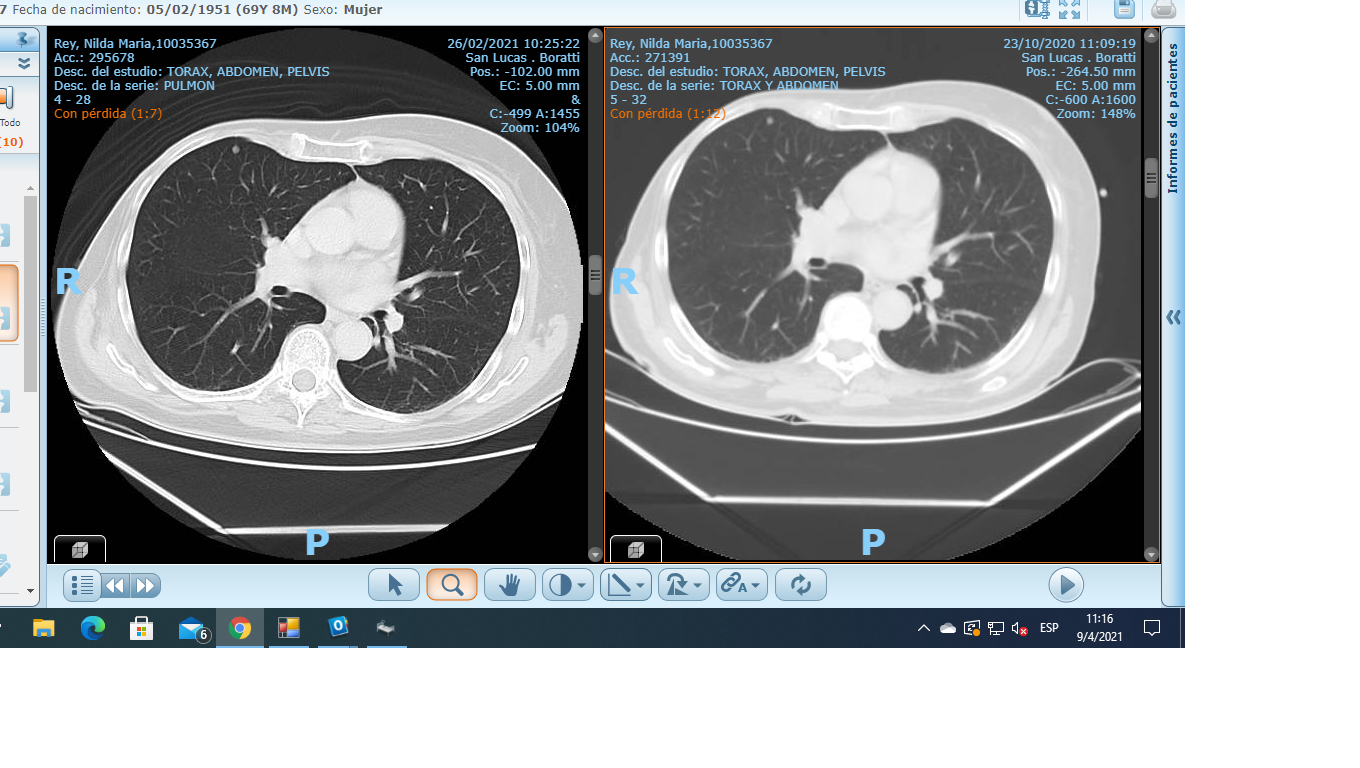 7 Fecha de nacimiento: 05/02/1951 (69Y 8M) Sexo: Mujer
Todo
(10)
Rey, Nilda Maria,10035367
Acc.: 295678
Desc. del estudio: TORAX, ABDOMEN, PELVIS
Desc. de la serie: PULMON
4 - 28
Con pérdida (1:7)
26/02/2021 10:25:22
San Lucas . Boratti
Pos.: -102.00 mm
EC: 5.00 mm
&
C:-499 A:1455
Zoom: 104%
R
P
Rey, Nilda Maria,10035367
Acc.: 271391
Desc. del estudio: TORAX, ABDOMEN, PELVIS
Desc. de la serie: TORAX Y ABDOMEN
5 - 32
Con pérdida (1:12)
23/10/2020 11:09:19
San Lucas . Boratti
Pos.: -264.50 mm
EC: 5.00 mm
C:-600 A:1600
Zoom: 148%
R
P
Informes de pacientes
A
6
ESP
11:16
9/4/2021